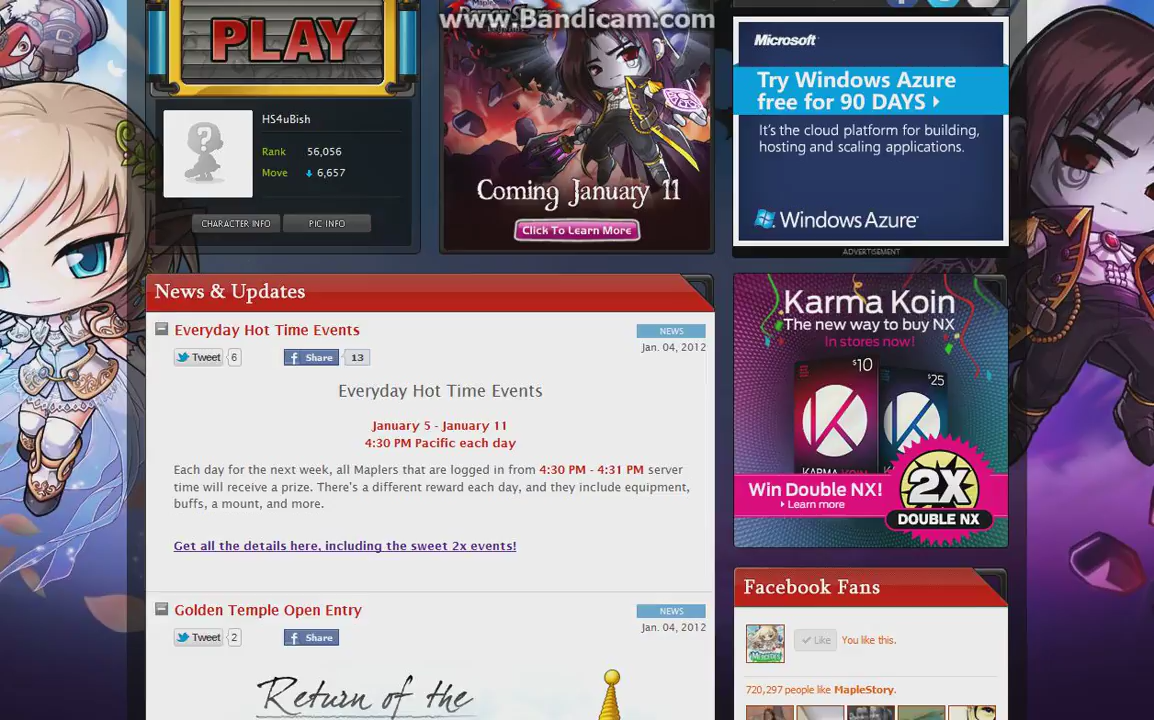 www.Bandicam.com
PLAY
HS4uBish
Rank 56,056
Move 6,657
CHARACTER INFO
PIC INFO
Coming January 11
Click To Learn More
Microsoft
Try Windows Azure
free for 90 DAYS
It's the cloud platform for building,
hosting and scaling applications.
Windows Azure
ADVERTISEMENT
News & Updates
Everyday Hot Time Events
NEWS
Tweet 6
Share 13
Jan. 04, 2012
Everyday Hot Time Events
January 5 - January 11
4:30 PM Pacific each day
Each day for the next week, all Maplers that are logged in from 4:30 PM - 4:31 PM server
time will receive a prize. There's a different reward each day, and they include equipment,
buffs, a mount, and more.
Get all the details here, including the sweet 2x events!
Golden Temple Open Entry
NEWS
Tweet 2
Share
Jan. 04, 2012
Return of the
Karma Koin
The new way to buy NX
In stores now!
$10
$25
KARMA KOIN
Win Double NX!
Learn more
2X
DOUBLE NX
Facebook Fans
Like
You like this.
720,297 people like MapleStory.